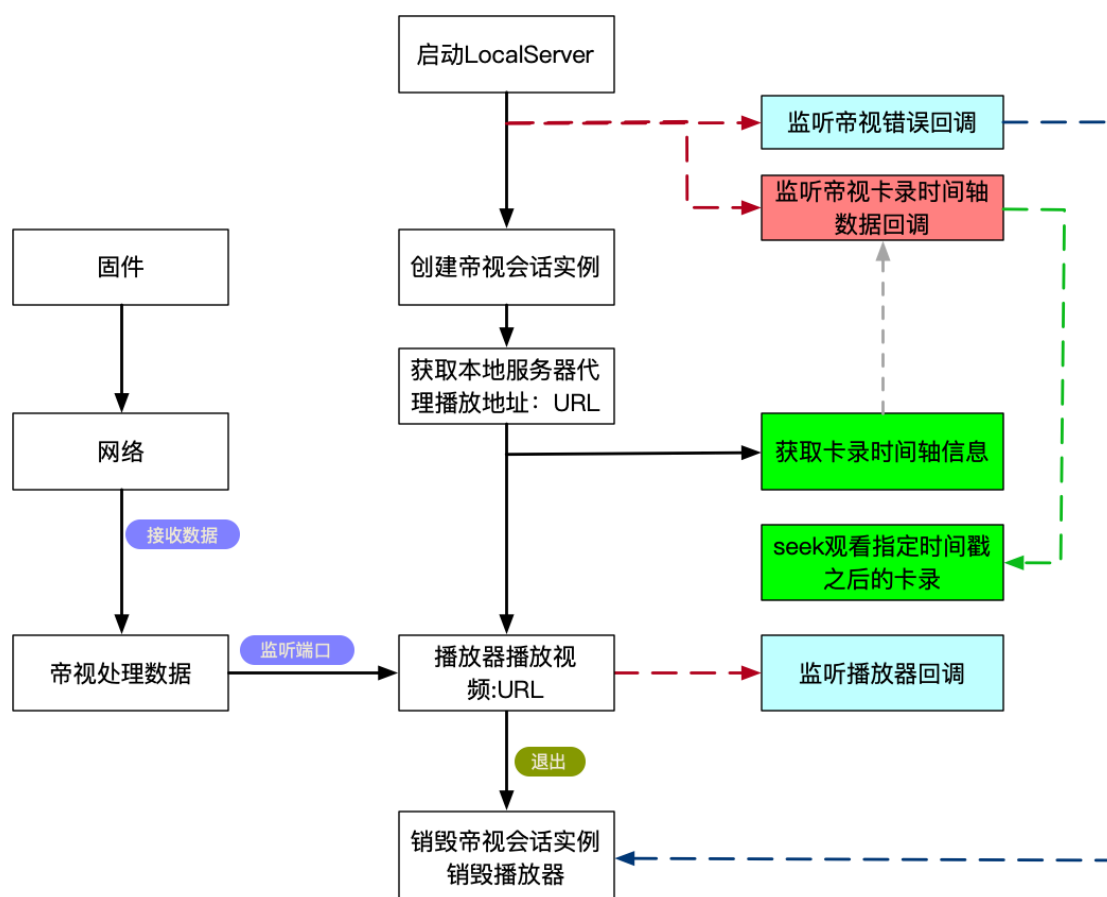 启动LocalServer
监听帝视错误回调
监听帝视卡录时间轴
数据回调
固件
创建帝视会话实例
获取本地服务器代
理播放地址：URL
网络
获取卡录时间轴信息
接收数据
seek观看指定时间戳
之后的卡录
帝视处理数据
监听端口
播放器播放视
频:URL
监听播放器回调
退出
销毁帝视会话实例
销毁播放器